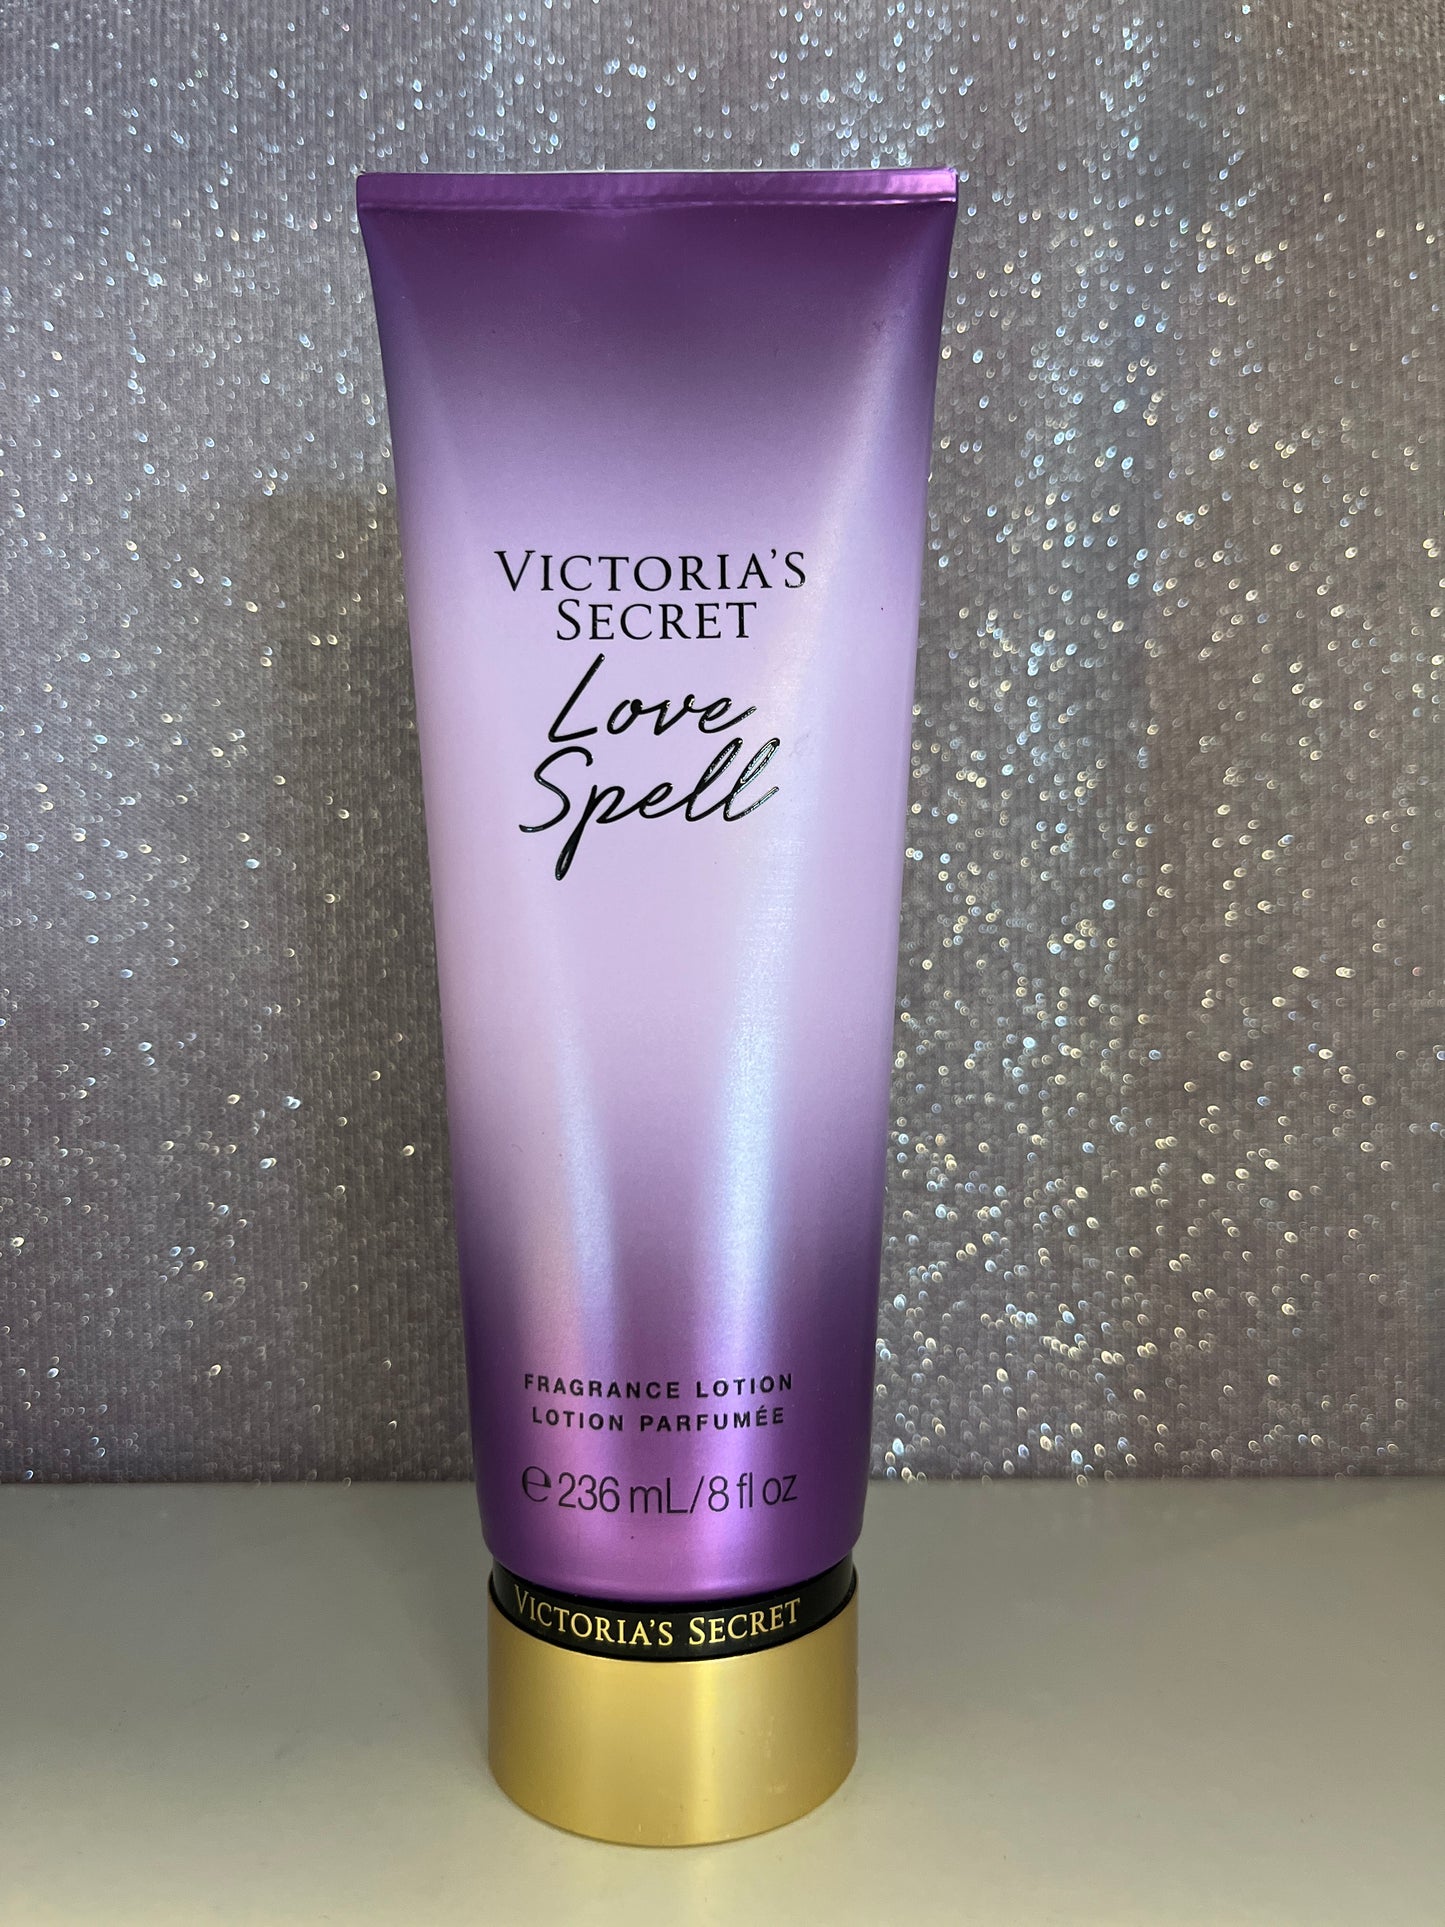 VICTORIA'S
SECRET
Love
Spell
FRAGRANCE LOTION
LOTION PARFUMÉE
℮ 236 mL/8 fl oz
VICTORIA'S SECRET